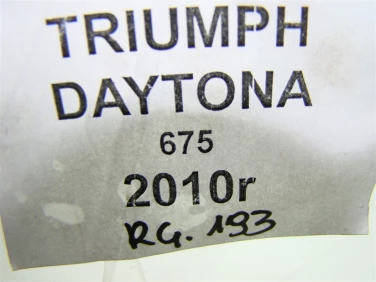 TRIUMPH
DAYTONA
675
2010r
RG. 193